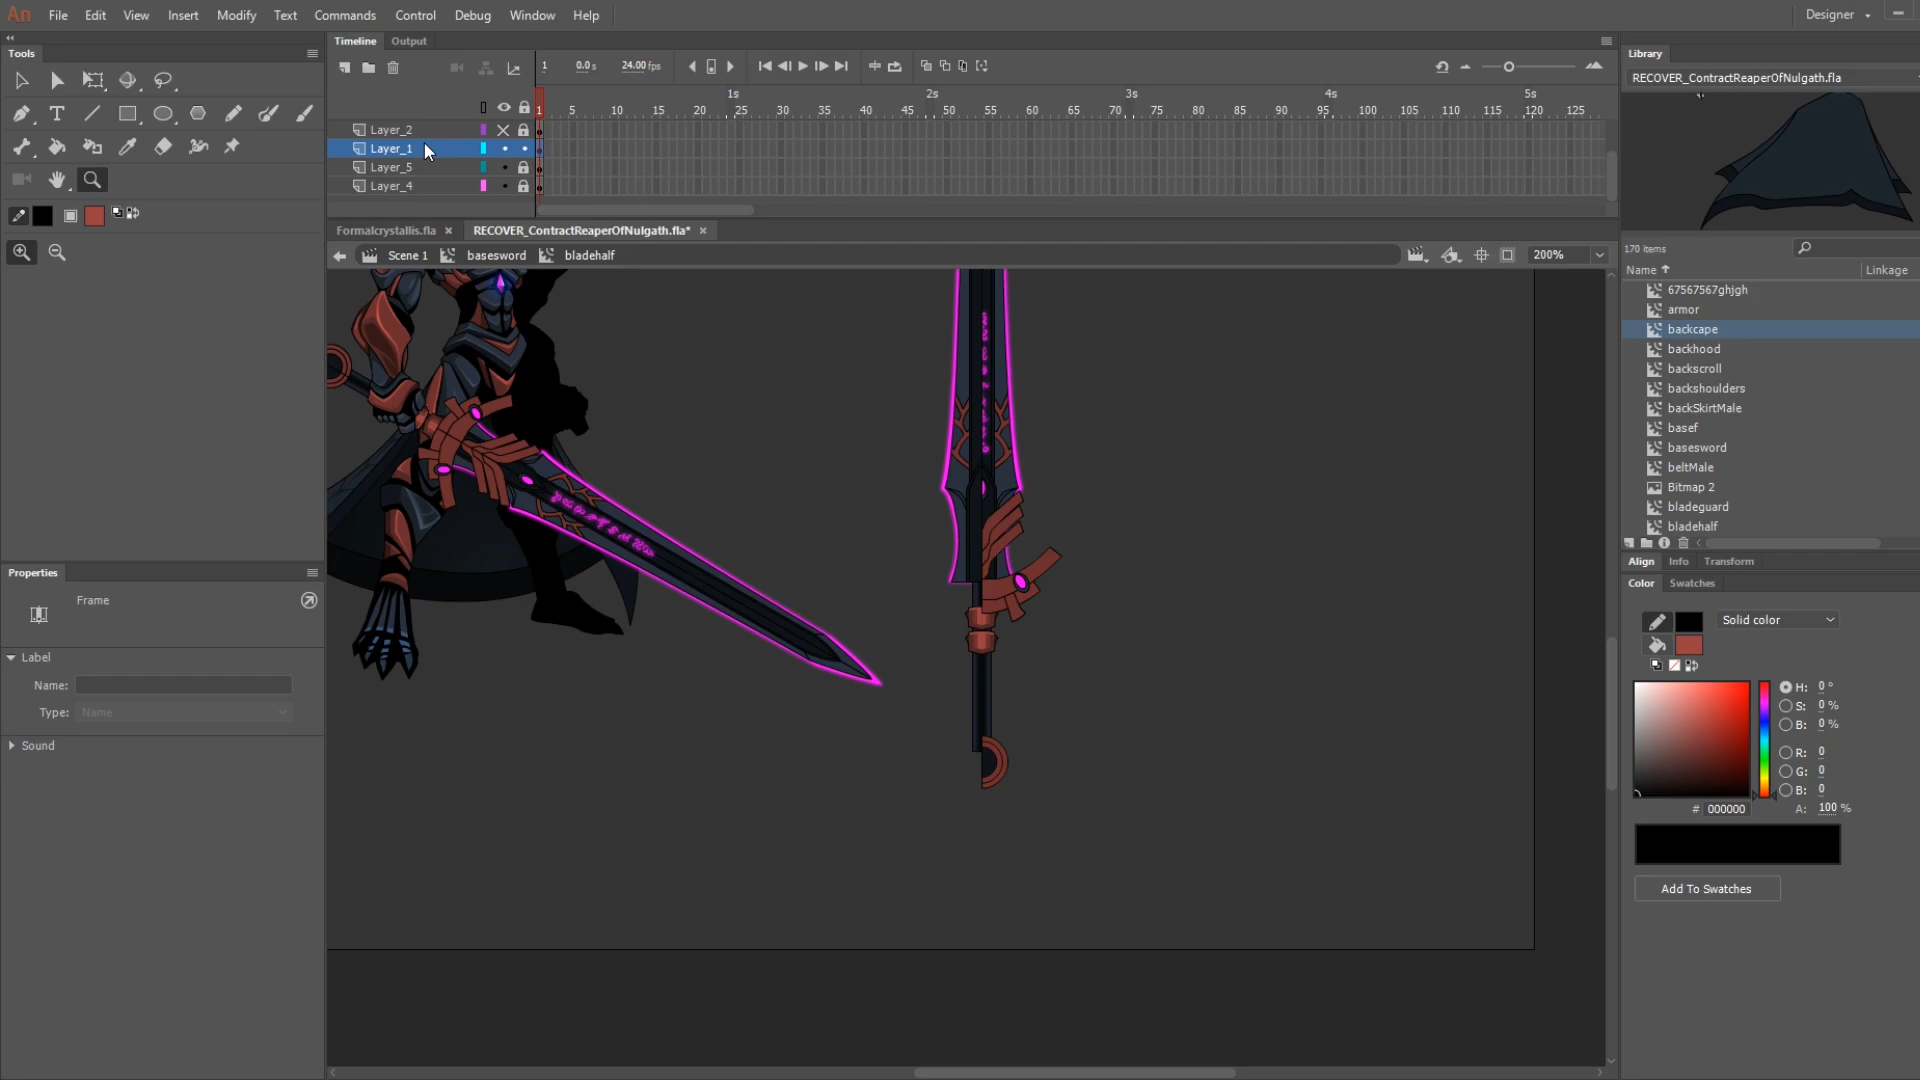 An File Edit View Insert Modify Text Commands Control Debug Window Help Designer
Tools
Timeline Output
Library
1 0.0 s 24.00 fps
RECOVER_ContractReaperOfNulgath.fla
1s 2s 3s 4s 5s
1 5 10 15 20 25 30 35 40 45 50 55 60 65 70 75 80 85 90 95 100 105 110 115 120 125
Layer_2
Layer_1
Layer_5
Layer_4
Formalcrystallis.fla × RECOVER_ContractReaperOfNulgath.fla* ×
Scene 1 basesword bladehalf 200%
170 items
Name Linkage
67567567ghjgh
armor
backcape
backhood
backscroll
backshoulders
backSkirtMale
basef
basesword
beltMale
Bitmap 2
bladeguard
bladehalf
Align Info Transform
Color Swatches
Solid color
H: 0 °
S: 0 %
B: 0 %
R: 0
G: 0
B: 0
# 000000 A: 100 %
Add To Swatches
Properties
Frame
Label
Name:
Type: Name
Sound